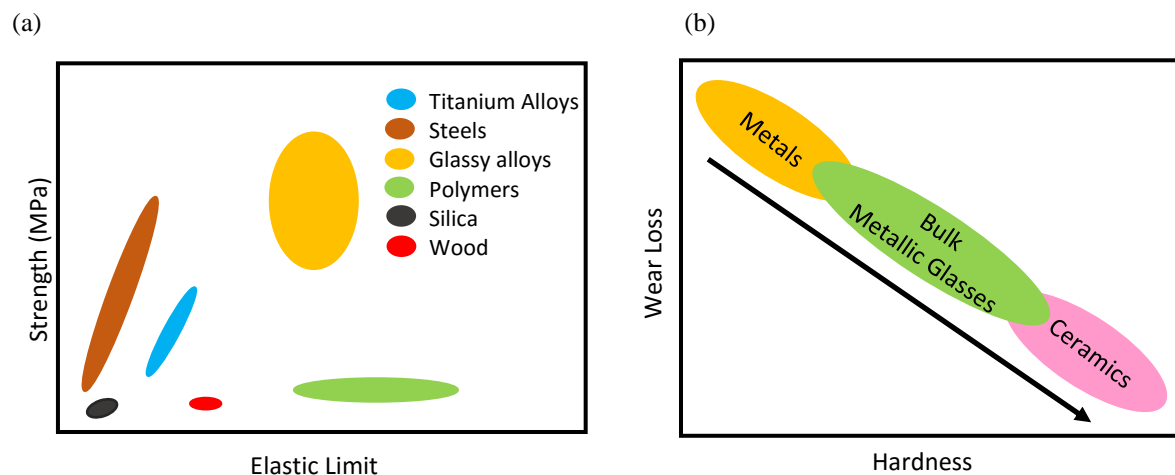 (a)
Strength (MPa)
Titanium Alloys
Steels
Glassy alloys
Polymers
Silica
Wood
Elastic Limit
(b)
Wear Loss
Metals
Bulk
Metallic Glasses
Ceramics
Hardness